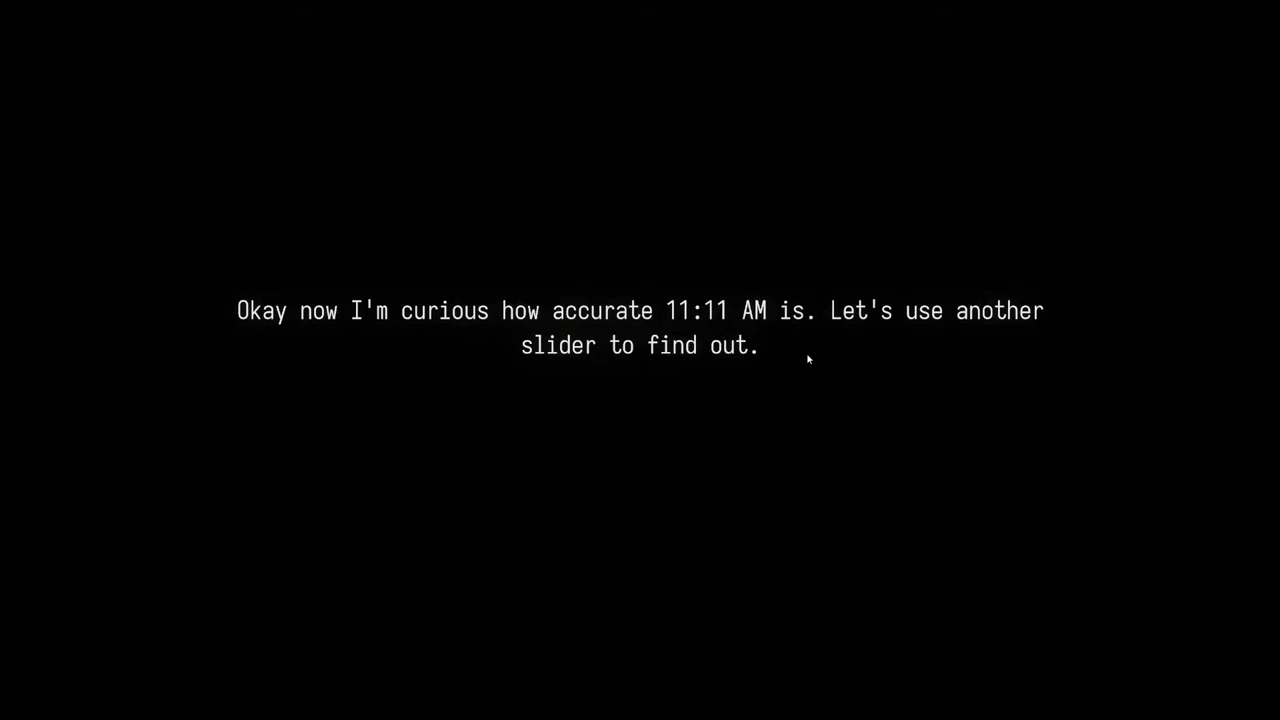 Okay now I'm curious how accurate 11:11 AM is. Let's use another
slider to find out.